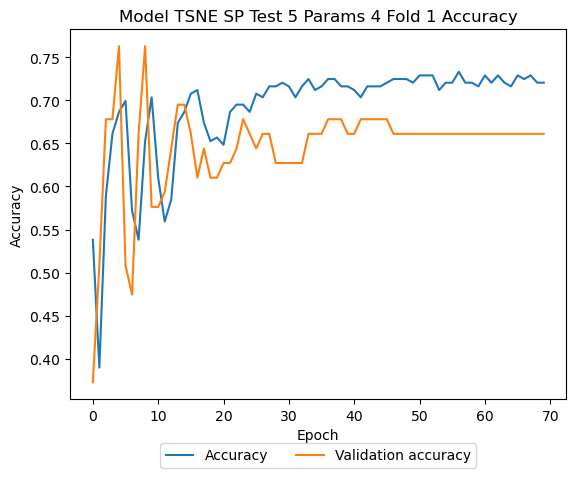 Model TSNE SP Test 5 Params 4 Fold 1 Accuracy
0.75
0.70
0.65
0.60
0.55
0.50
0.45
0.40
Accuracy
0 10 20 30 40 50 60 70
Epoch
Accuracy Validation accuracy